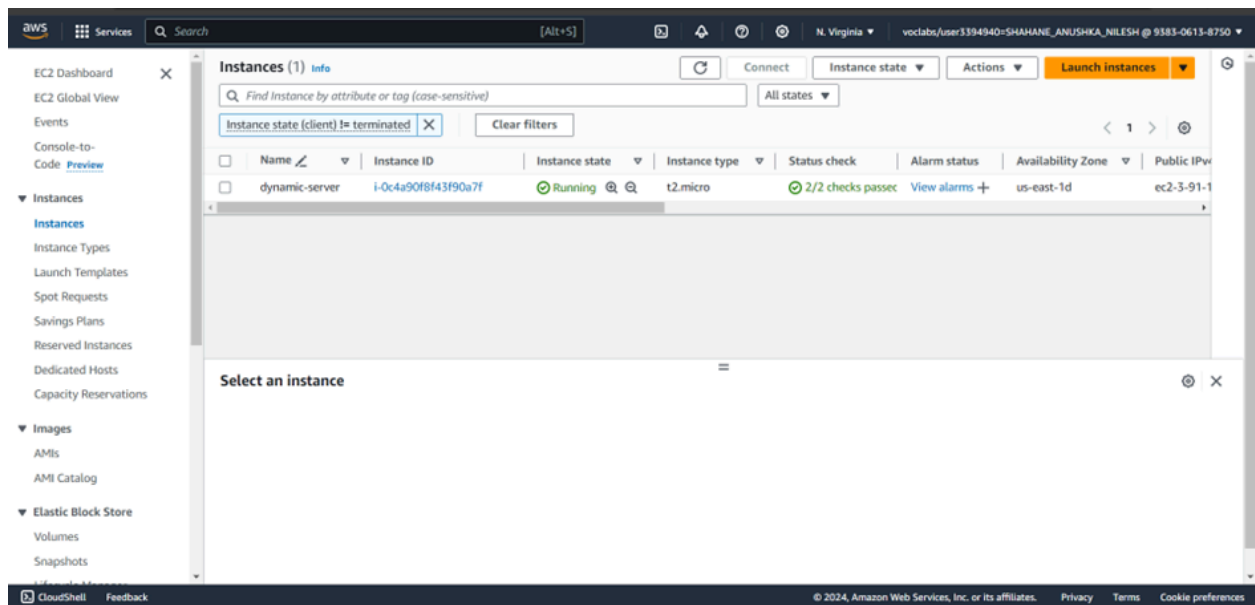 aws Services Search [Alt+S] N. Virginia voclabs/user3394940=SHAHANE_ANUSHKA_NILESH @ 9383-0613-8750
EC2 Dashboard
EC2 Global View
Events
Console-to-
Code Preview
Instances
Instances
Instance Types
Launch Templates
Spot Requests
Savings Plans
Reserved Instances
Dedicated Hosts
Capacity Reservations
Images
AMIs
AMI Catalog
Elastic Block Store
Volumes
Snapshots
Instances (1) Info Connect Instance state Actions Launch instances
Find Instance by attribute or tag (case-sensitive) All states
Instance state (client) != terminated Clear filters 1
Name Instance ID Instance state Instance type Status check Alarm status Availability Zone Public IPv
dynamic-server i-0c4a90f8f43f90a7f Running t2.micro 2/2 checks passec View alarms + us-east-1d ec2-3-91-1
Select an instance
CloudShell Feedback © 2024, Amazon Web Services, Inc. or its affiliates. Privacy Terms Cookie preferences